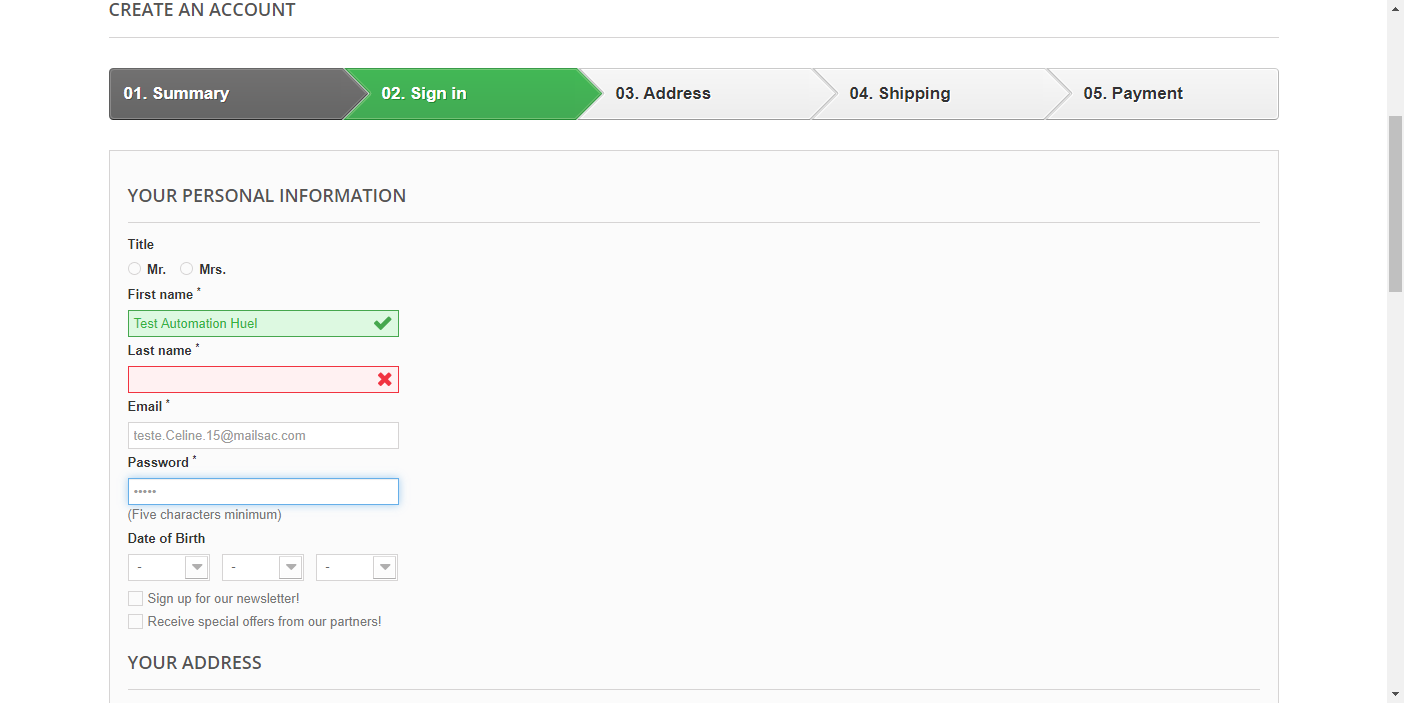 CREATE AN ACCOUNT
01. Summary 02. Sign in 03. Address 04. Shipping 05. Payment
YOUR PERSONAL INFORMATION
Title
Mr. Mrs.
First name *
Test Automation Huel
Last name *
Email *
teste.Celine.15@mailsac.com
Password *
•••••
(Five characters minimum)
Date of Birth
- - -
Sign up for our newsletter!
Receive special offers from our partners!
YOUR ADDRESS